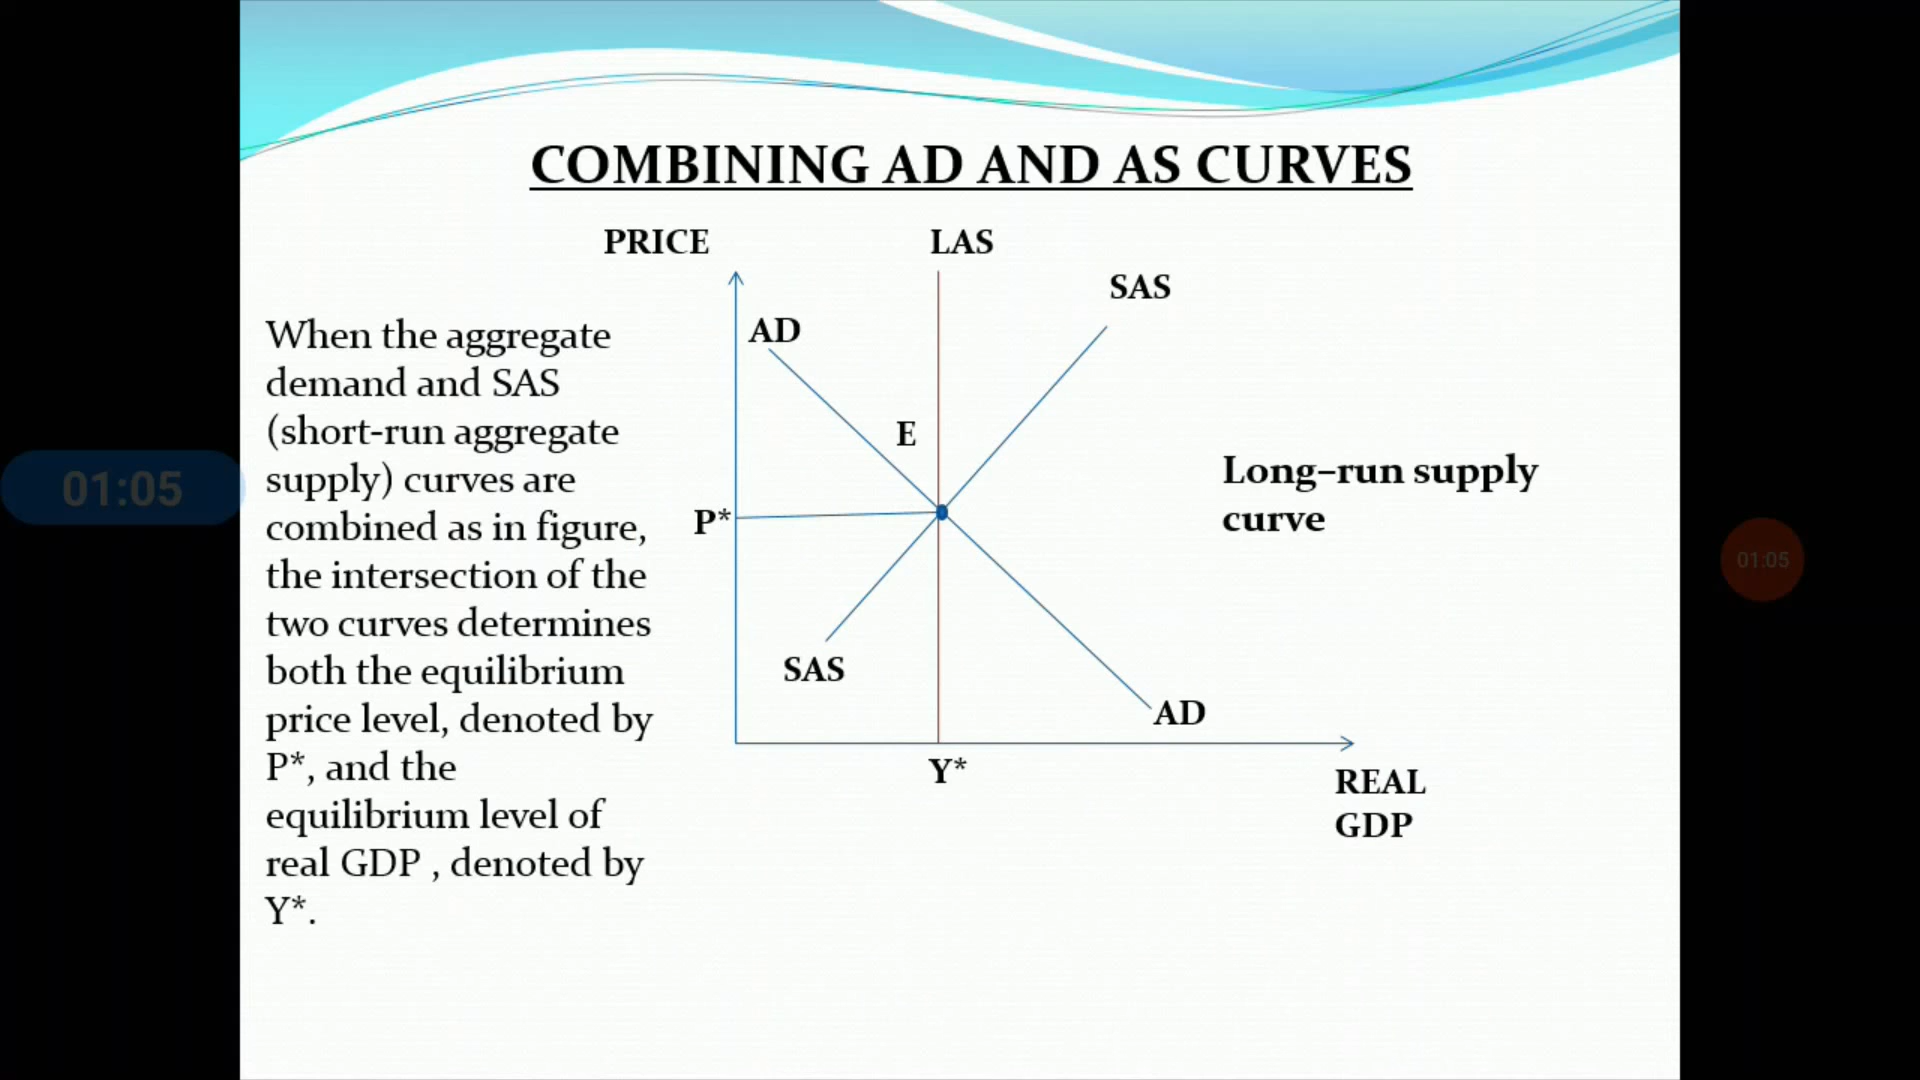 COMBINING AD AND AS CURVES
PRICE
LAS
SAS
AD
When the aggregate
demand and SAS
(short-run aggregate
supply) curves are
combined as in figure,
the intersection of the
two curves determines
both the equilibrium
price level, denoted by
P*, and the
equilibrium level of
real GDP , denoted by
Y*.
E
P*
Long–run supply
curve
SAS
AD
Y*
REAL
GDP
01:05
01:05